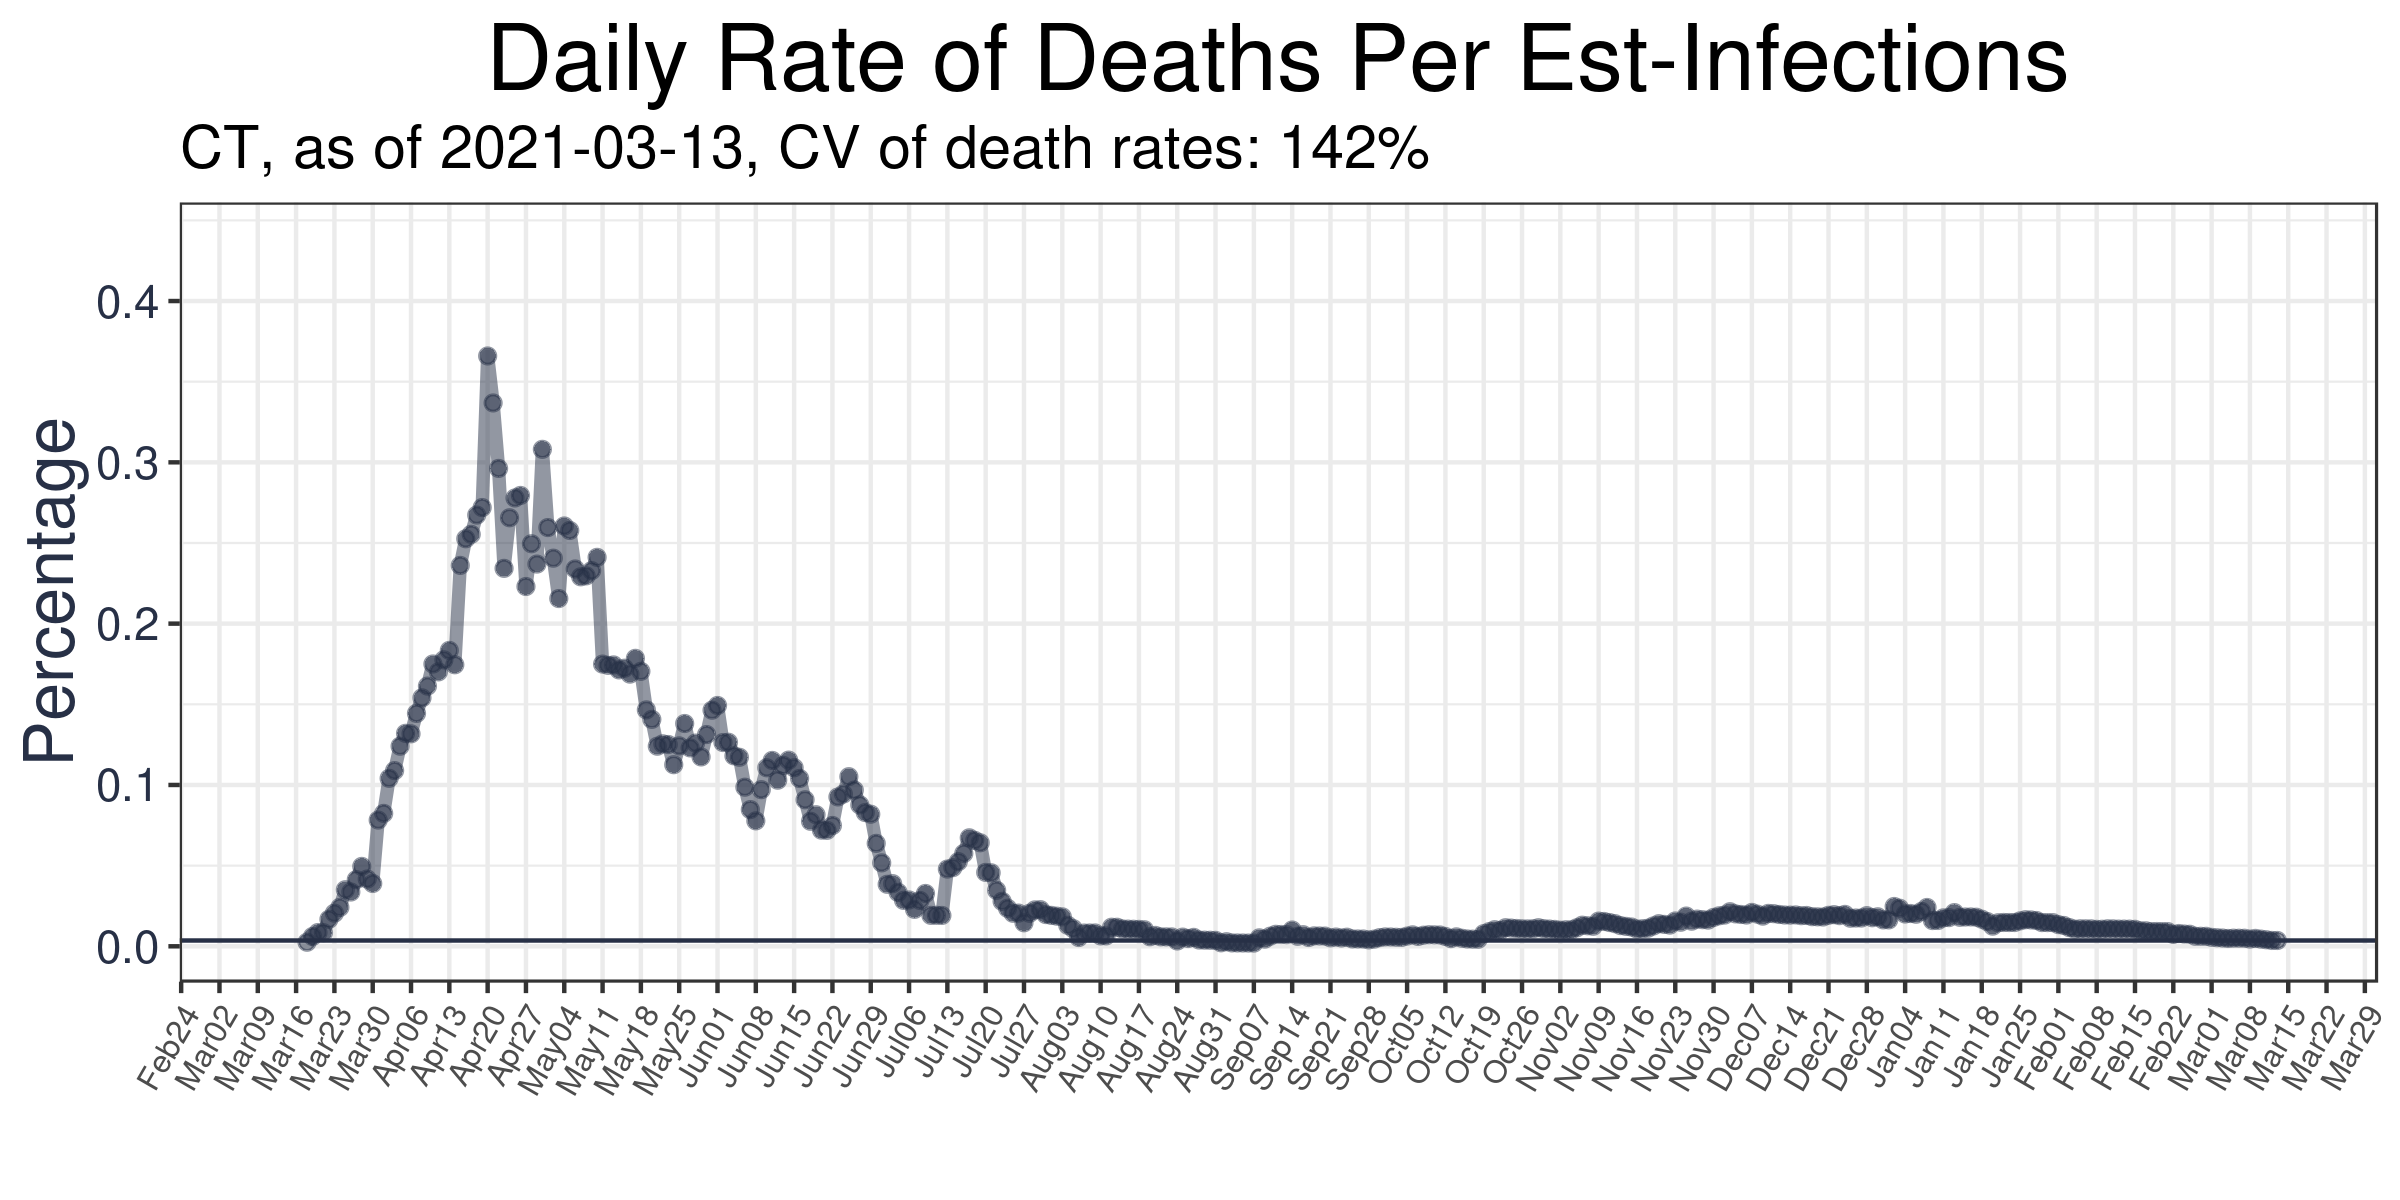 Daily Rate of Deaths Per Est-Infections
CT, as of 2021-03-13, CV of death rates: 142%
Percentage
0.4
0.3
0.2
0.1
0.0
Feb24
Mar02
Mar09
Mar16
Mar23
Mar30
Apr06
Apr13
Apr20
Apr27
May04
May11
May18
May25
Jun01
Jun08
Jun15
Jun22
Jun29
Jul06
Jul13
Jul20
Jul27
Aug03
Aug10
Aug17
Aug24
Aug31
Sep07
Sep14
Sep21
Sep28
Oct05
Oct12
Oct19
Oct26
Nov02
Nov09
Nov16
Nov23
Nov30
Dec07
Dec14
Dec21
Dec28
Jan04
Jan11
Jan18
Jan25
Feb01
Feb08
Feb15
Feb22
Mar01
Mar08
Mar15
Mar22
Mar29